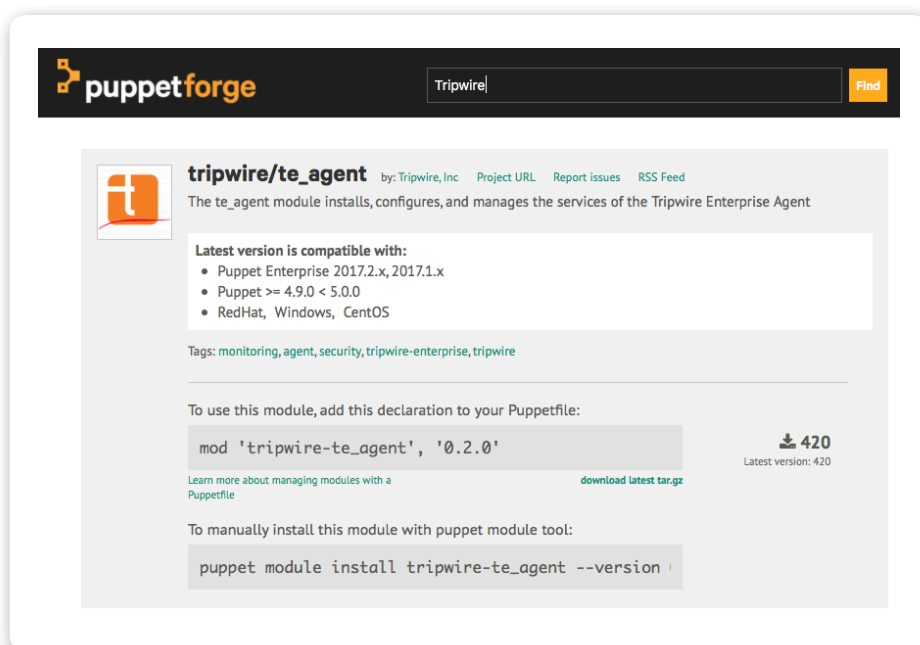 puppetforge
Tripwire
Find
tripwire/te_agent by: Tripwire, Inc Project URL Report issues RSS Feed
The te_agent module installs, configures, and manages the services of the Tripwire Enterprise Agent
Latest version is compatible with:
• Puppet Enterprise 2017.2.x, 2017.1.x
• Puppet >= 4.9.0 < 5.0.0
• RedHat, Windows, CentOS
Tags: monitoring, agent, security, tripwire-enterprise, tripwire
To use this module, add this declaration to your Puppetfile:
mod 'tripwire-te_agent', '0.2.0'
420
Latest version: 420
Learn more about managing modules with a
Puppetfile
download latest tar.gz
To manually install this module with puppet module tool:
puppet module install tripwire-te_agent --version